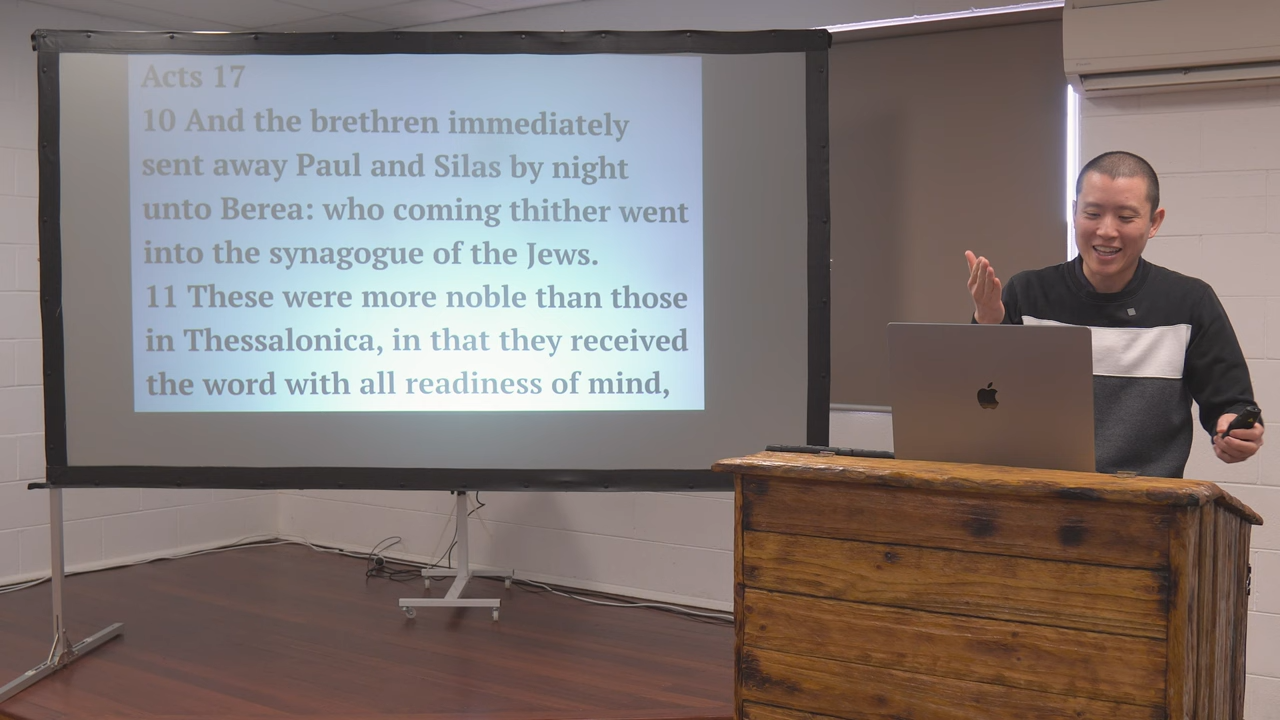 Acts 17
10 And the brethren immediately
sent away Paul and Silas by night
unto Berea: who coming thither went
into the synagogue of the Jews.
11 These were more noble than those
in Thessalonica, in that they received
the word with all readiness of mind,